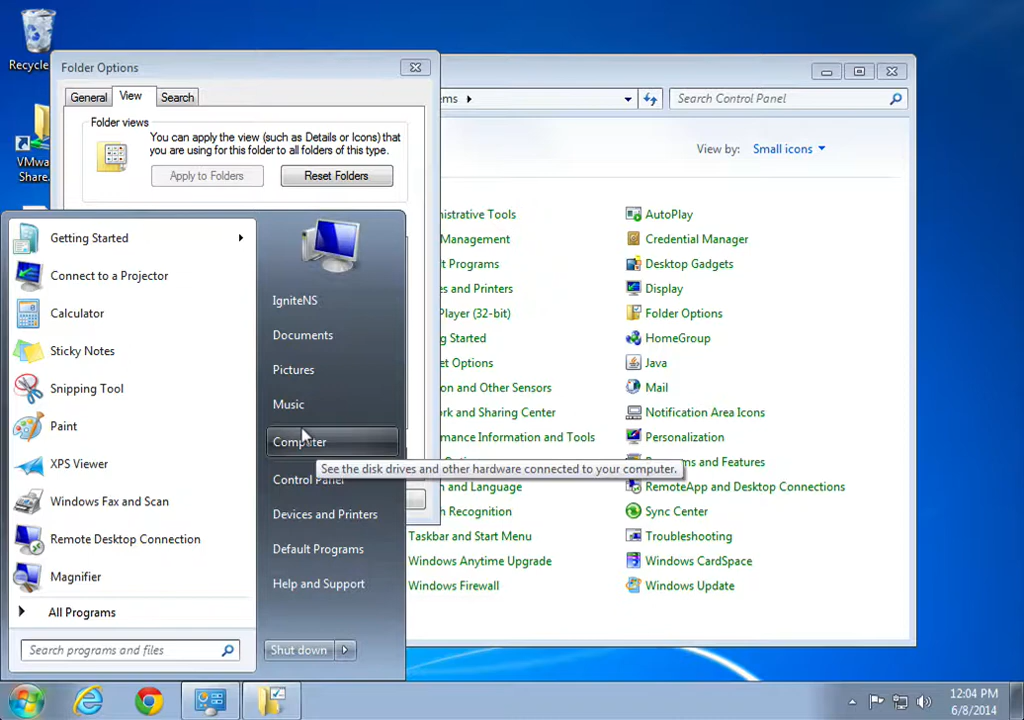 Recycle
VMwa
Share.
Folder Options
General
View
Search
Folder views
You can apply the view (such as Details or Icons) that
you are using for this folder to all folders of this type.
Apply to Folders
Reset Folders
ems
Search Control Panel
View by:
Small icons
nistrative Tools
Management
t Programs
es and Printers
Player (32-bit)
g Started
et Options
on and Other Sensors
rk and Sharing Center
mance Information and Tools
n and Language
h Recognition
Taskbar and Start Menu
Windows Anytime Upgrade
Windows Firewall
AutoPlay
Credential Manager
Desktop Gadgets
Display
Folder Options
HomeGroup
Java
Mail
Notification Area Icons
Personalization
ms and Features
RemoteApp and Desktop Connections
Sync Center
Troubleshooting
Windows CardSpace
Windows Update
Getting Started
Connect to a Projector
Calculator
Sticky Notes
Snipping Tool
Paint
XPS Viewer
Windows Fax and Scan
Remote Desktop Connection
Magnifier
All Programs
Search programs and files
IgniteNS
Documents
Pictures
Music
Computer
See the disk drives and other hardware connected to your computer.
Control Panel
Devices and Printers
Default Programs
Help and Support
Shut down
12:04 PM
6/8/2014